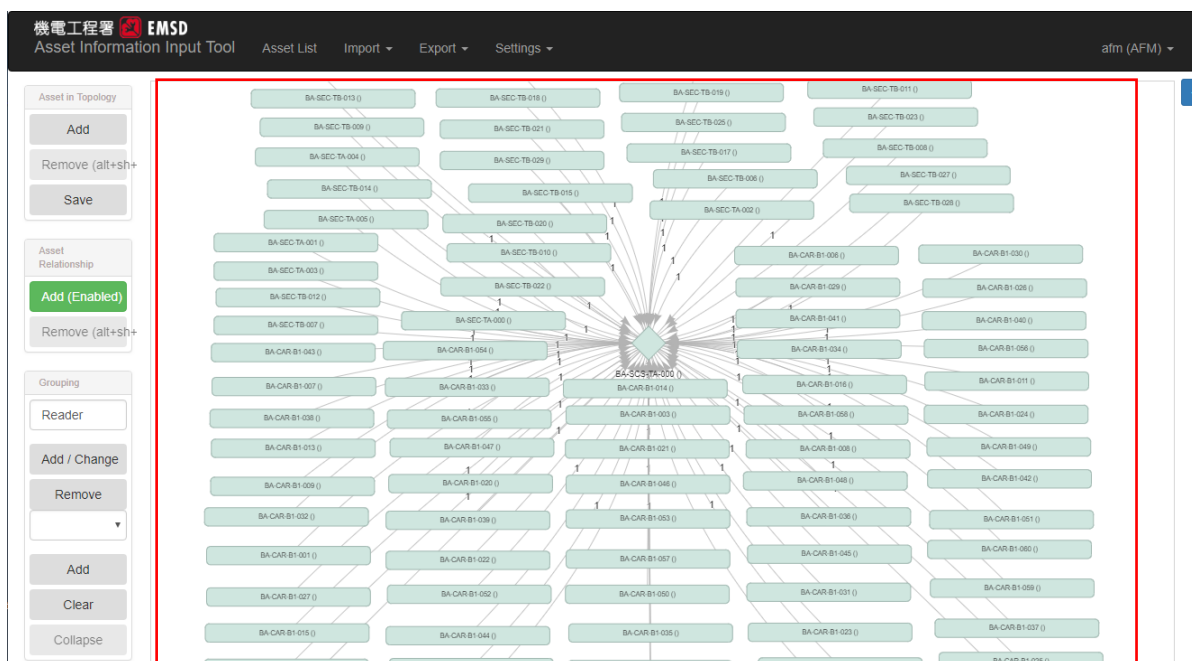 機電工程署 EMSD
Asset Information Input Tool
Asset List
Import
Export
Settings
afm (AFM)
Asset in Topology
Add
Remove (alt+sh+
Save
Asset
Relationship
Add (Enabled)
Remove (alt+sh+
Grouping
Reader
Add / Change
Remove
Add
Clear
Collapse
BA-SEC-TB-013 ()
BA-SEC-TB-018 ()
BA-SEC-TB-019 ()
BA-SEC-TB-011 ()
BA-SEC-TB-009 ()
BA-SEC-TB-021 ()
BA-SEC-TB-025 ()
BA-SEC-TB-023 ()
BA-SEC-TA-004 ()
BA-SEC-TB-029 ()
BA-SEC-TB-017 ()
BA-SEC-TB-008 ()
BA-SEC-TB-014 ()
BA-SEC-TB-015 ()
BA-SEC-TB-006 ()
BA-SEC-TB-027 ()
BA-SEC-TA-005 ()
BA-SEC-TB-020 ()
BA-SEC-TA-002 ()
BA-SEC-TB-028 ()
BA-SEC-TA-001 ()
BA-SEC-TB-010 ()
BA-CAR-B1-006 ()
BA-CAR-B1-030 ()
BA-SEC-TA-003 ()
BA-SEC-TB-022 ()
BA-CAR-B1-029 ()
BA-CAR-B1-026 ()
BA-SEC-TB-012 ()
BA-SEC-TA-000 ()
BA-CAR-B1-041 ()
BA-CAR-B1-040 ()
BA-SEC-TB-007 ()
BA-CAR-B1-043 ()
BA-CAR-B1-054 ()
BA-CAR-B1-034 ()
BA-CAR-B1-056 ()
BA-SCS-TA-000 ()
BA-CAR-B1-007 ()
BA-CAR-B1-033 ()
BA-CAR-B1-014 ()
BA-CAR-B1-016 ()
BA-CAR-B1-011 ()
BA-CAR-B1-038 ()
BA-CAR-B1-055 ()
BA-CAR-B1-003 ()
BA-CAR-B1-058 ()
BA-CAR-B1-024 ()
BA-CAR-B1-013 ()
BA-CAR-B1-047 ()
BA-CAR-B1-021 ()
BA-CAR-B1-008 ()
BA-CAR-B1-049 ()
BA-CAR-B1-009 ()
BA-CAR-B1-020 ()
BA-CAR-B1-046 ()
BA-CAR-B1-048 ()
BA-CAR-B1-042 ()
BA-CAR-B1-032 ()
BA-CAR-B1-039 ()
BA-CAR-B1-053 ()
BA-CAR-B1-036 ()
BA-CAR-B1-051 ()
BA-CAR-B1-001 ()
BA-CAR-B1-022 ()
BA-CAR-B1-057 ()
BA-CAR-B1-045 ()
BA-CAR-B1-060 ()
BA-CAR-B1-027 ()
BA-CAR-B1-052 ()
BA-CAR-B1-050 ()
BA-CAR-B1-031 ()
BA-CAR-B1-059 ()
BA-CAR-B1-015 ()
BA-CAR-B1-044 ()
BA-CAR-B1-035 ()
BA-CAR-B1-023 ()
BA-CAR-B1-037 ()